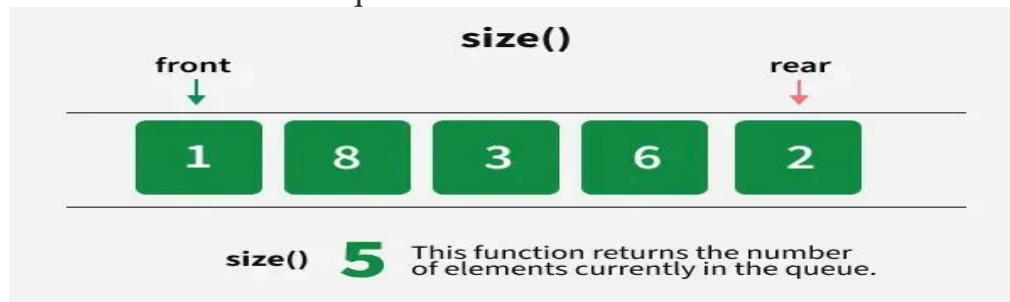 size()
front rear
1 8 3 6 2
size() 5 This function returns the number
of elements currently in the queue.